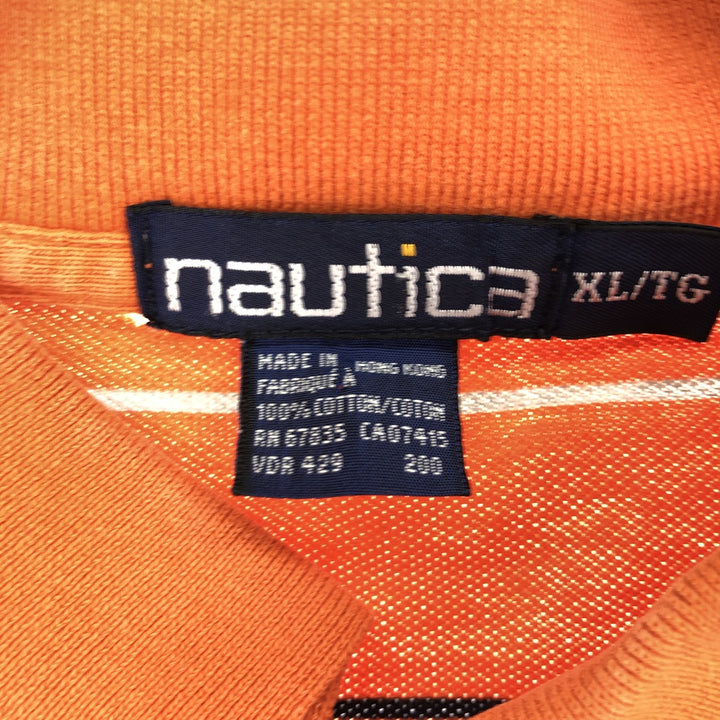 nautica XL/TG
MADE IN HONG KONG
FABRIQUÉ À
100% COTTON/COTON
RN 67835 CA07415
VDR 429 200